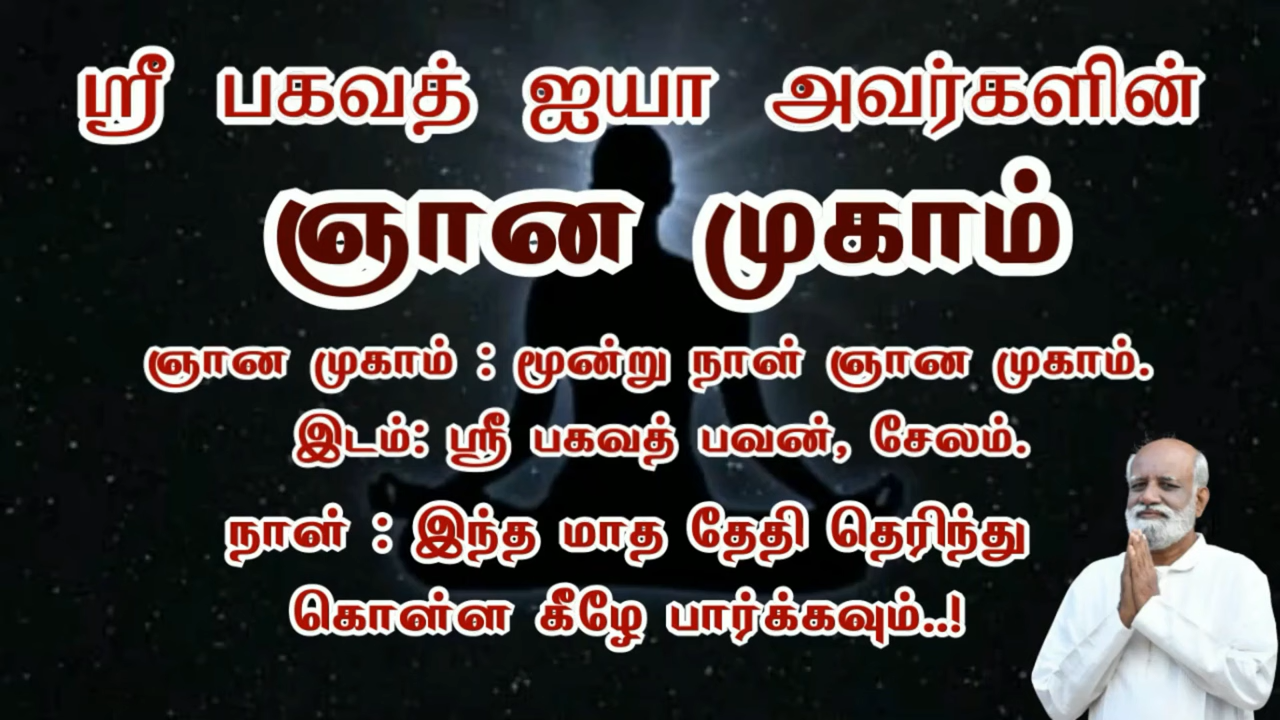 ஸ்ரீ பகவத் ஐயா அவர்களின்
ஞான முகாம்
ஞான முகாம் : மூன்று நாள் ஞான முகாம்.
இடம்: ஸ்ரீ பகவத் பவன், சேலம்.
நாள் : இந்த மாத தேதி தெரிந்து
கொள்ள கீழே பார்க்கவும்..!